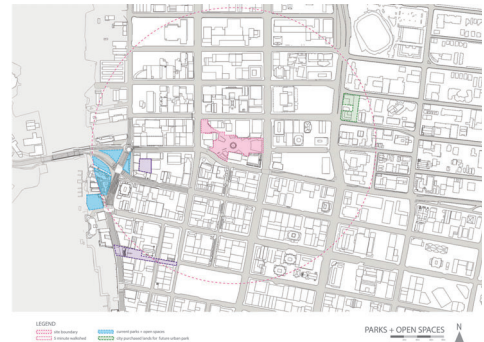 LEGEND
site boundary
5 minute walkshed
current parks + open spaces
city-purchased lands for future urban park
PARKS + OPEN SPACES
N